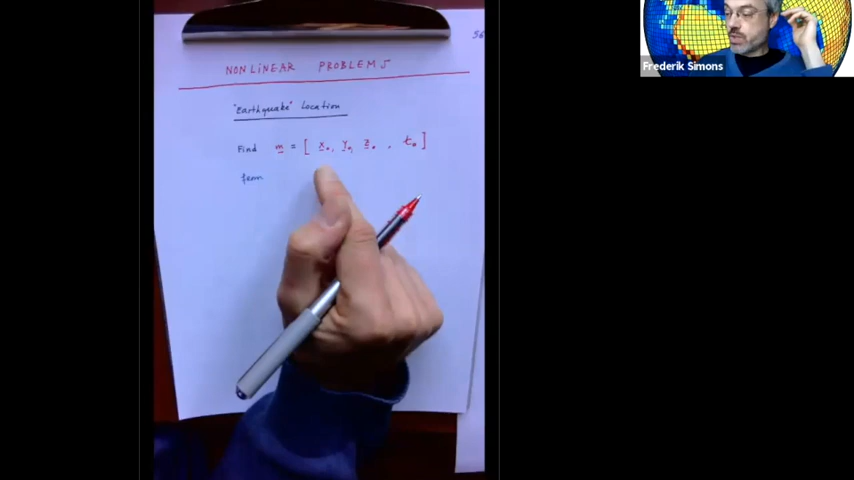 56
NONLINEAR PROBLEMS
"Earthquake" Location
Find m = [ x₀, y₀, z₀ , t₀ ]
from
Frederik Simons